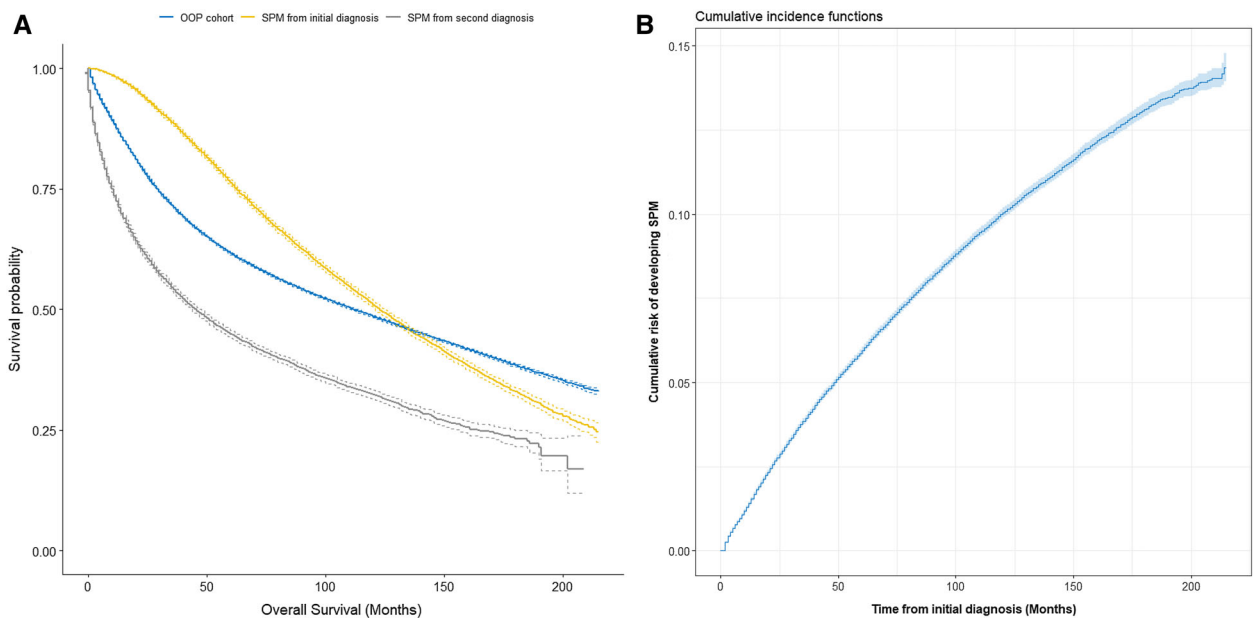 A
OOP cohort SPM from initial diagnosis SPM from second diagnosis
Survival probability
1.00
0.75
0.50
0.25
0.00
0 50 100 150 200
Overall Survival (Months)
B
Cumulative incidence functions
Cumulative risk of developing SPM
0.15
0.10
0.05
0.00
0 50 100 150 200
Time from initial diagnosis (Months)